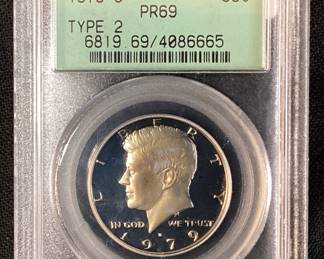 PR69
TYPE 2
6819.69/4086665
LIBERTY
IN GOD WE TRUST
1979